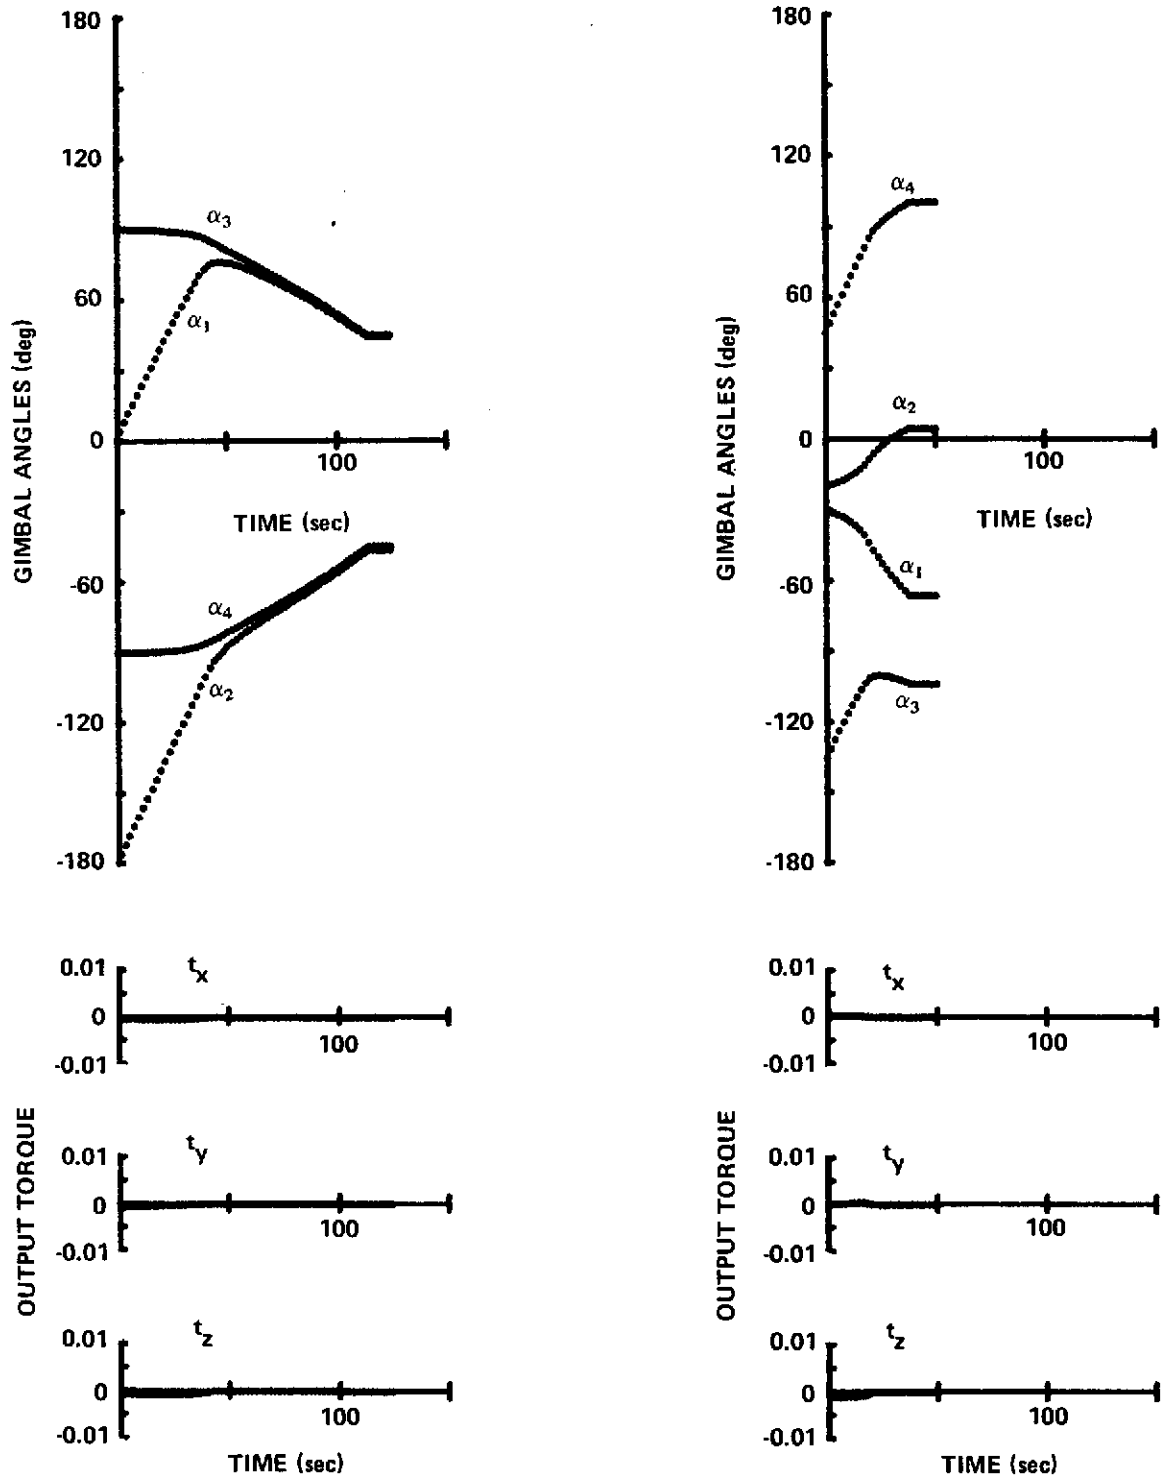 180
120
60
0
-60
-120
-180
GIMBAL ANGLES (deg)
α3
α1
100
TIME (sec)
α4
α2
0.01
0
-0.01
tx
100
0.01
0
-0.01
ty
100
0.01
0
-0.01
tz
100
OUTPUT TORQUE
TIME (sec)
180
120
60
0
-60
-120
-180
GIMBAL ANGLES (deg)
α4
α2
100
TIME (sec)
α1
α3
0.01
0
-0.01
tx
100
0.01
0
-0.01
ty
100
0.01
0
-0.01
tz
100
OUTPUT TORQUE
TIME (sec)